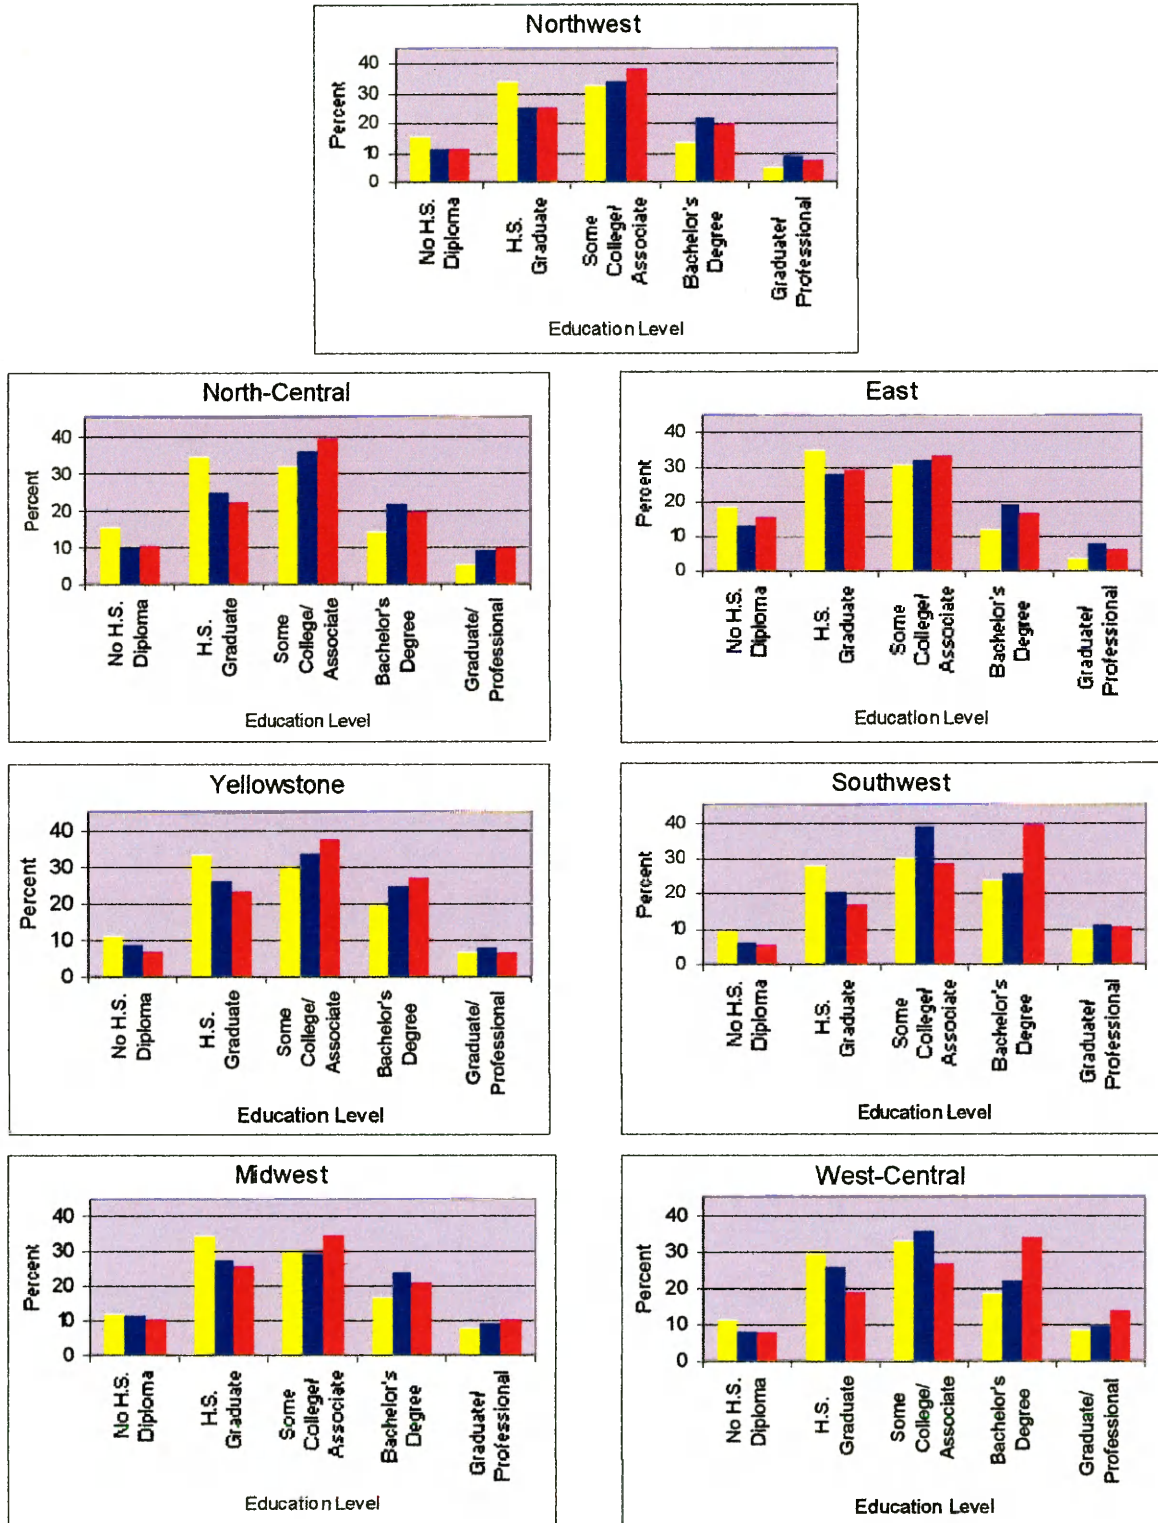 Northwest
Percent
40
30
20
10
0
No H.S.
Diploma
H.S.
Graduate
Some
College/
Associate
Bachelor's
Degree
Graduate/
Professional
Education Level
North-Central
Percent
40
30
20
10
0
No H.S.
Diploma
H.S.
Graduate
Some
College/
Associate
Bachelor's
Degree
Graduate/
Professional
Education Level
East
Percent
40
30
20
10
0
No H.S.
Diploma
H.S.
Graduate
Some
College/
Associate
Bachelor's
Degree
Graduate/
Professional
Education Level
Yellowstone
Percent
40
30
20
10
0
No H.S.
Diploma
H.S.
Graduate
Some
College/
Associate
Bachelor's
Degree
Graduate/
Professional
Education Level
Southwest
Percent
40
30
20
10
0
No H.S.
Diploma
H.S.
Graduate
Some
College/
Associate
Bachelor's
Degree
Graduate/
Professional
Education Level
Midwest
Percent
40
30
20
10
0
No H.S.
Diploma
H.S.
Graduate
Some
College/
Associate
Bachelor's
Degree
Graduate/
Professional
Education Level
West-Central
Percent
40
30
20
10
0
No H.S.
Diploma
H.S.
Graduate
Some
College/
Associate
Bachelor's
Degree
Graduate/
Professional
Education Level